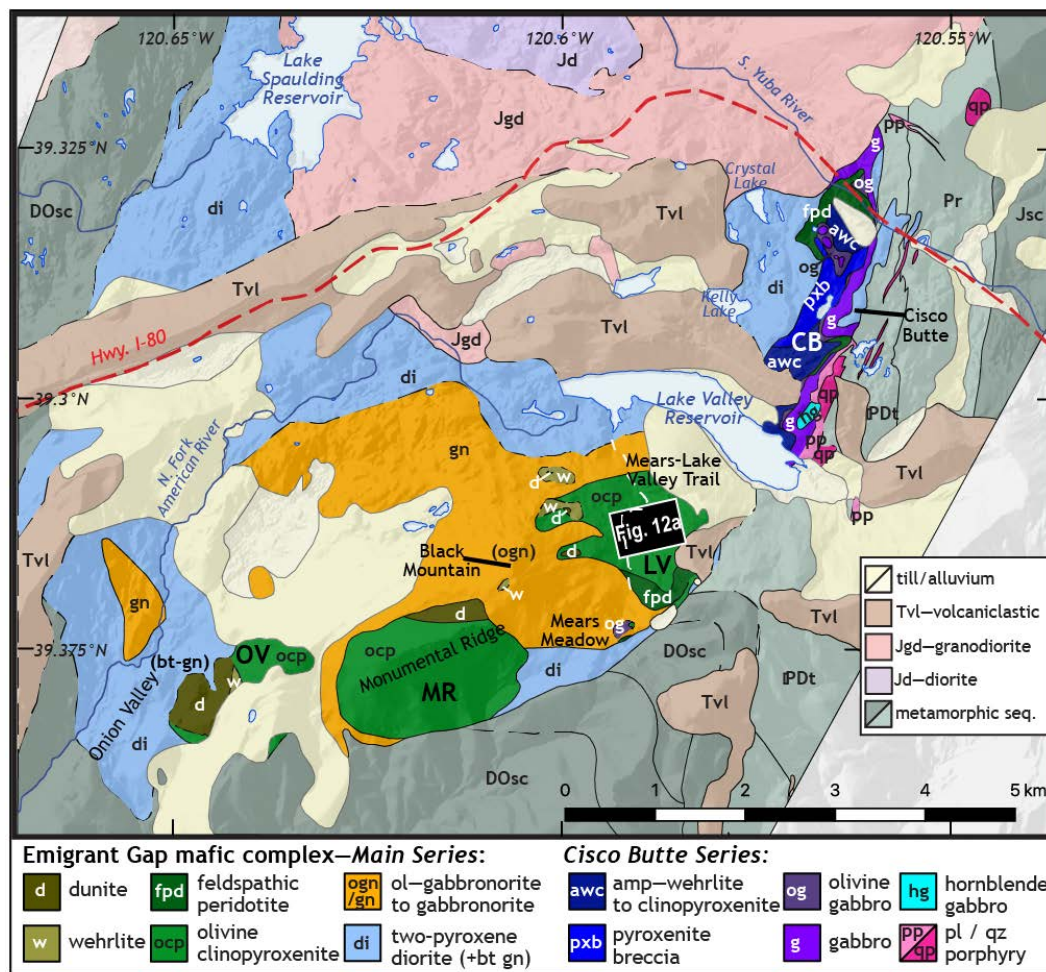 120.65°W
120.6°W
120.55°W
Lake
Spaulding
Reservoir
Jd
S. Yuba River
Jgd
qp
pp
39.325°N
g
DOsc
di
Crystal
Lake
og
Pr
Jsc
fpd
awc
Tvl
og
di
pxb
Tvl
Kelly
Lake
g
Cisco
Butte
Tvl
Hwy. I-80
Jgd
CB
awc
di
39.3°N
Lake Valley
Reservoir
qp
hg
g
PDt
pp
qp
N. Fork
American River
gn
Mears-Lake
Valley Trail
Tvl
d
w
ocp
w
d
Fig. 12a
pp
Tvl
Black
Mountain
(ogn)
d
Tvl
LV
gn
w
fpd
d
Mears
Meadow
og
Tvl
39.375°N
(bt-gn)
OV
ocp
ocp
Monumental Ridge
di
DOsc
PDt
w
d
MR
Tvl
Onion Valley
di
DOsc
till/alluvium
Tvl—volcaniclastic
Jgd—granodiorite
Jd—diorite
metamorphic seq.
0 1 2 3 4 5 km
Emigrant Gap mafic complex—Main Series:
d dunite
fpd feldspathic
peridotite
ogn
/gn ol—gabbronorite
to gabbronorite
w wehrlite
ocp olivine
clinopyroxenite
di two-pyroxene
diorite (+bt gn)
Cisco Butte Series:
awc amp—wehrlite
to clinopyroxenite
og olivine
gabbro
hg hornblende
gabbro
pxb pyroxenite
breccia
g gabbro
pp
qp pl / qz
porphyry